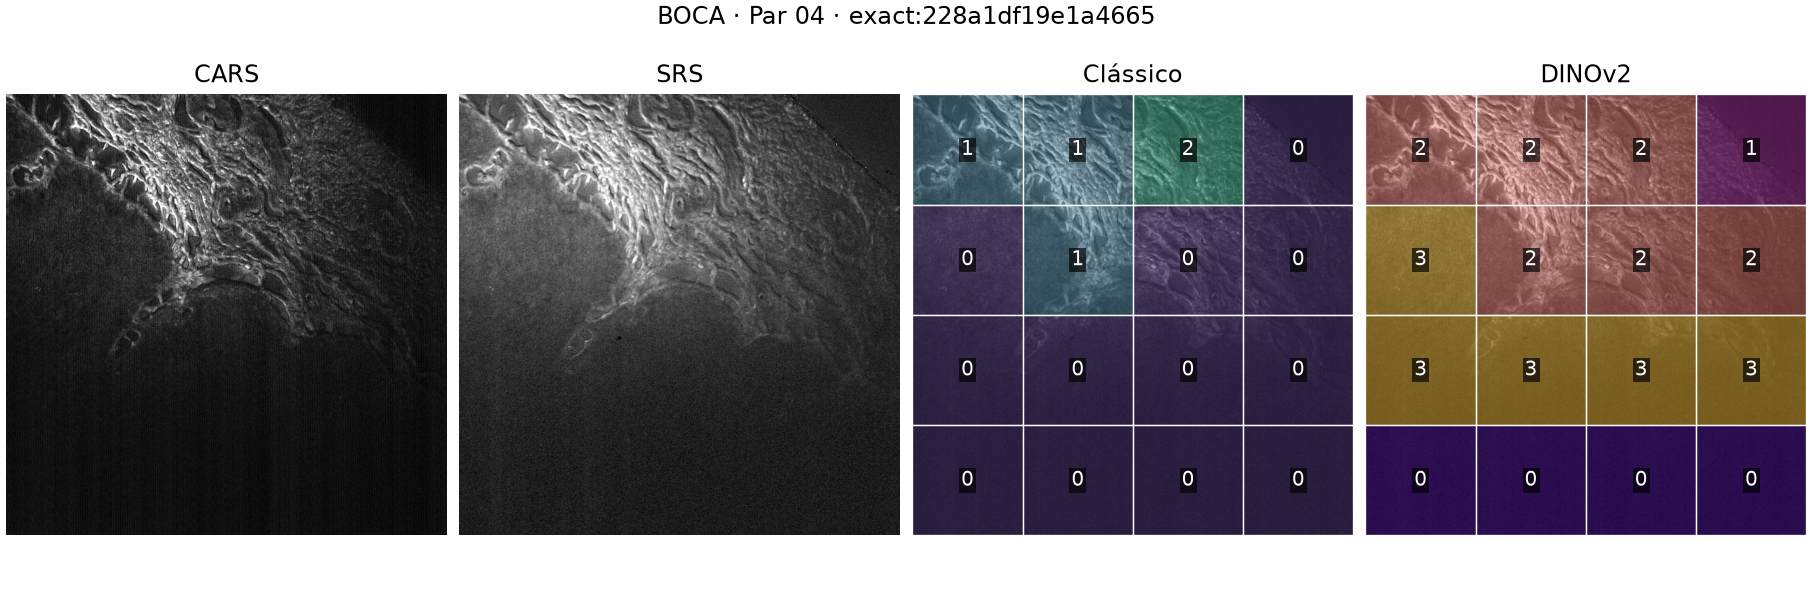 BOCA · Par 04 · exact:228a1df19e1a4665
CARS SRS Clássico DINOv2
1 1 2 0 2 2 2 1
0 1 0 0 3 2 2 2
0 0 0 0 3 3 3 3
0 0 0 0 0 0 0 0